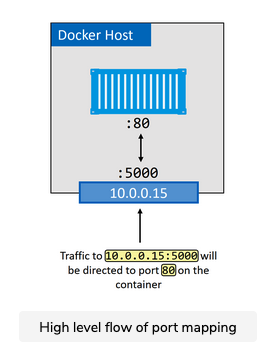 Docker Host
:80
:5000
10.0.0.15
Traffic to 10.0.0.15:5000 will
be directed to port 80 on the
container
High level flow of port mapping